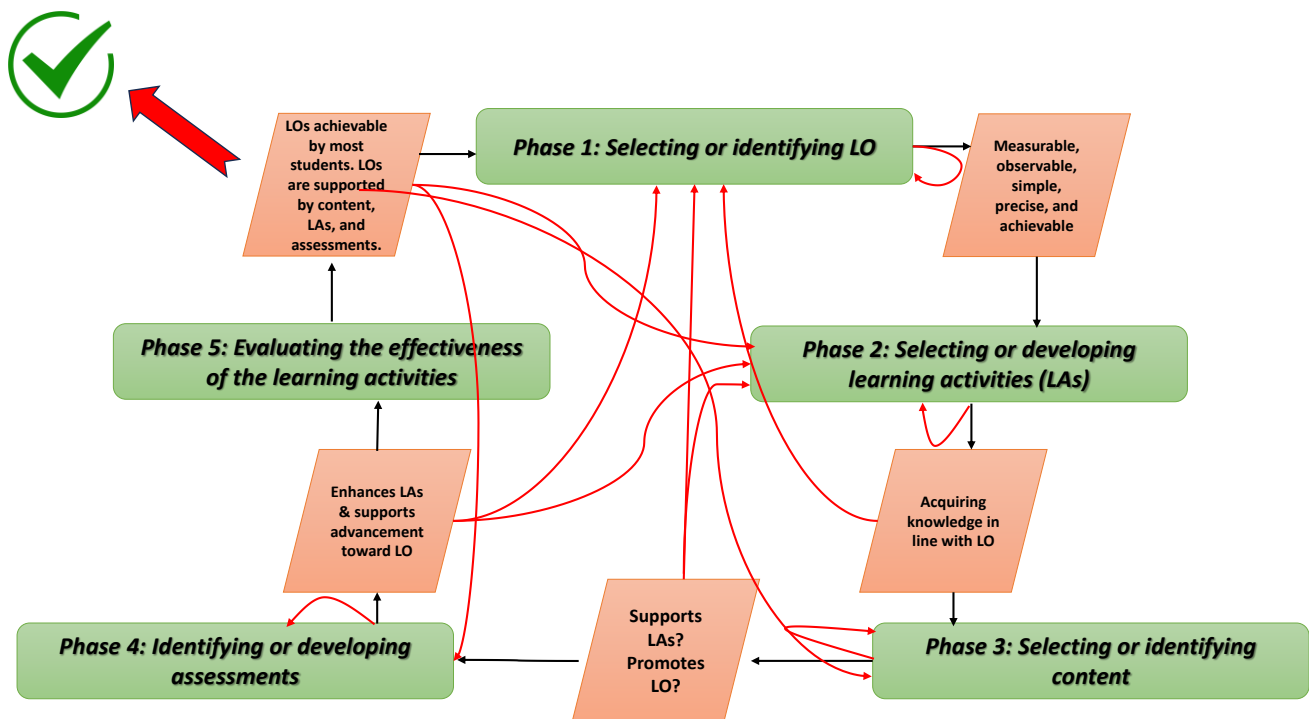 LOs achievable
by most
students. LOs
are supported
by content,
LAs, and
assessments.
Phase 1: Selecting or identifying LO
Measurable,
observable,
simple,
precise, and
achievable
Phase 5: Evaluating the effectiveness
of the learning activities
Phase 2: Selecting or developing
learning activities (LAs)
Enhances LAs
& supports
advancement
toward LO
Acquiring
knowledge in
line with LO
Supports
LAs?
Promotes
LO?
Phase 4: Identifying or developing
assessments
Phase 3: Selecting or identifying
content